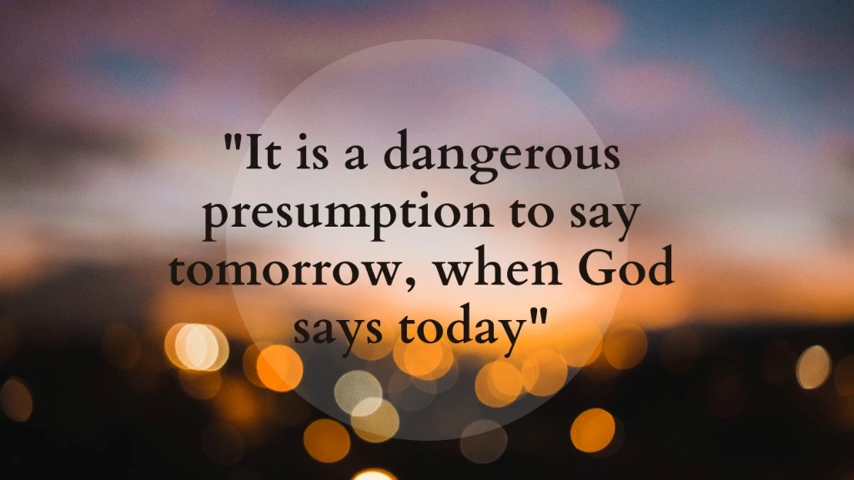 "It is a dangerous
presumption to say
tomorrow, when God
says today"